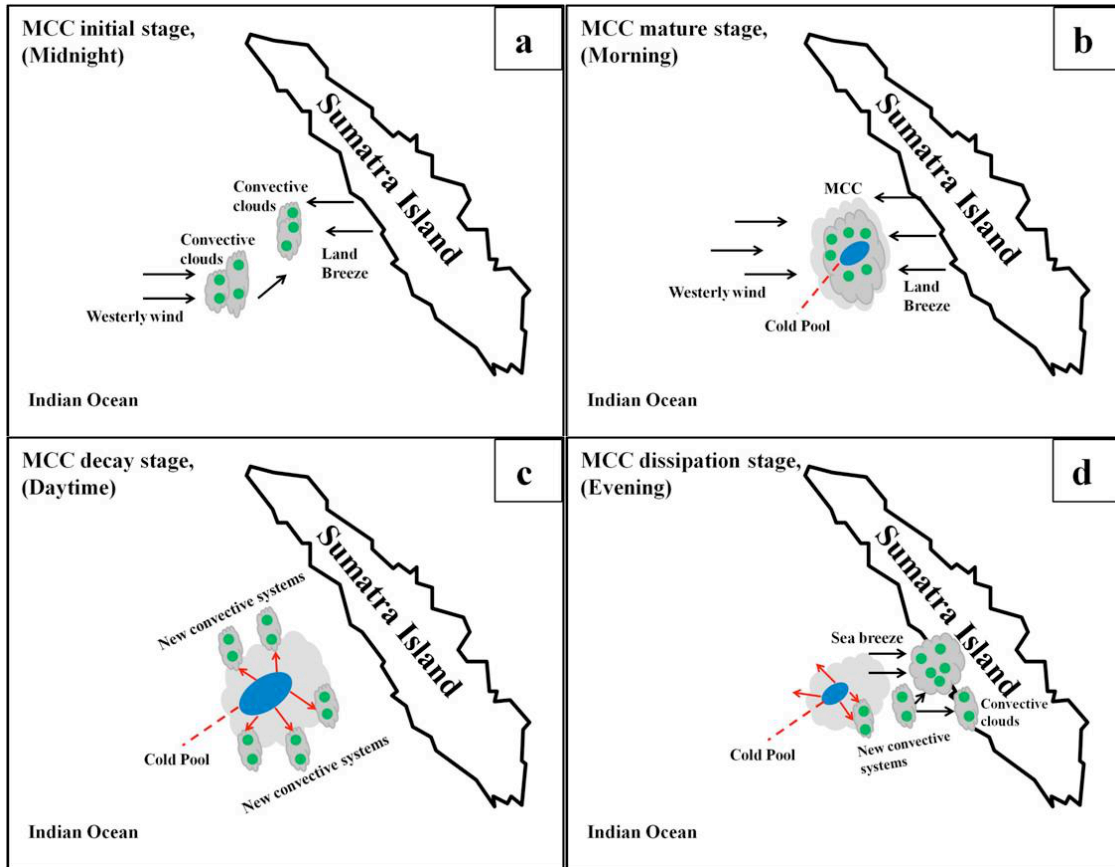 MCC initial stage,
(Midnight)
a
Sumatra Island
Convective
clouds
Convective
clouds
Land
Breeze
Westerly wind
Indian Ocean
MCC mature stage,
(Morning)
b
Sumatra Island
MCC
Westerly wind
Land
Breeze
Cold Pool
Indian Ocean
MCC decay stage,
(Daytime)
c
Sumatra Island
New convective systems
Cold Pool
New convective systems
Indian Ocean
MCC dissipation stage,
(Evening)
d
Sumatra Island
Sea breeze
Convective
clouds
Cold Pool
New convective
systems
Indian Ocean